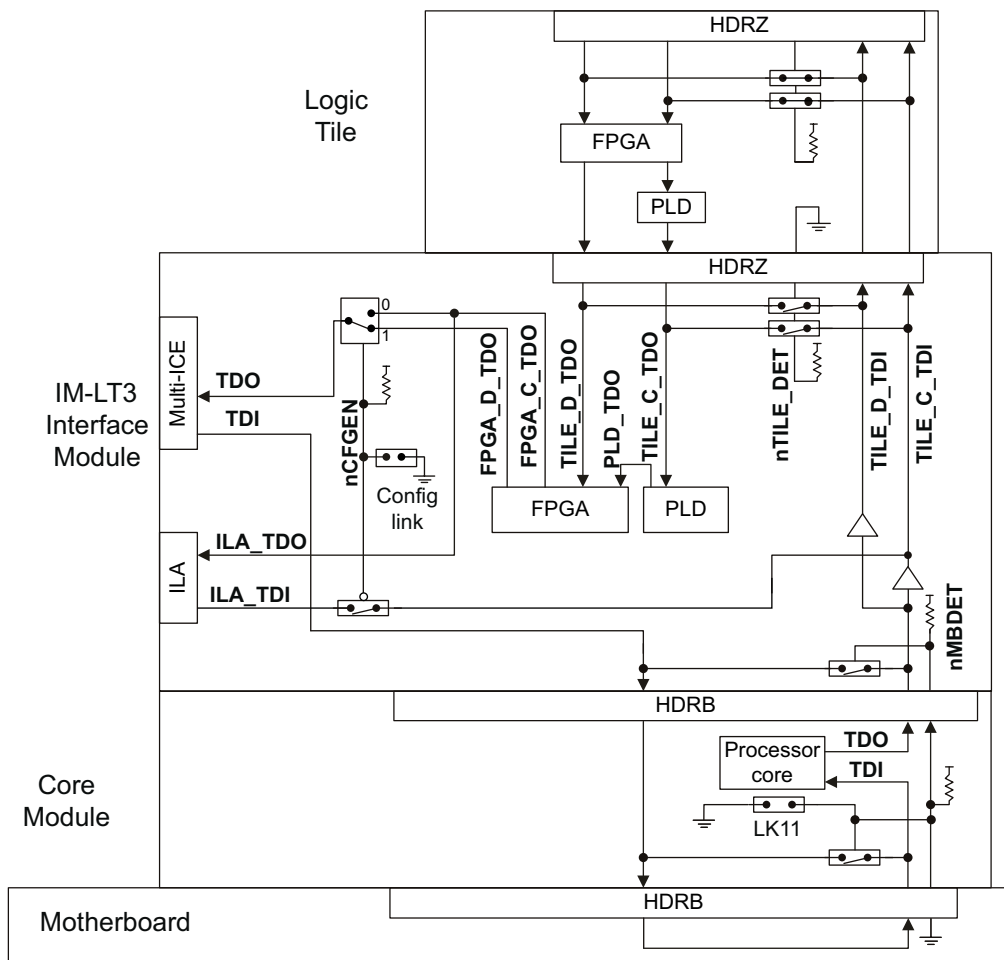 HDRZ
Logic
Tile
FPGA
PLD
HDRZ
0
1
Multi-ICE
TDO
TDI
IM-LT3
Interface
Module
nCFGEN
Config
link
FPGA_D_TDO
FPGA_C_TDO
TILE_D_TDO
PLD_TDO
TILE_C_TDO
nTILE_DET
TILE_D_TDI
TILE_C_TDI
FPGA
PLD
ILA
ILA_TDO
ILA_TDI
nMBDET
HDRB
Processor
core
TDO
TDI
LK11
Core
Module
HDRB
Motherboard